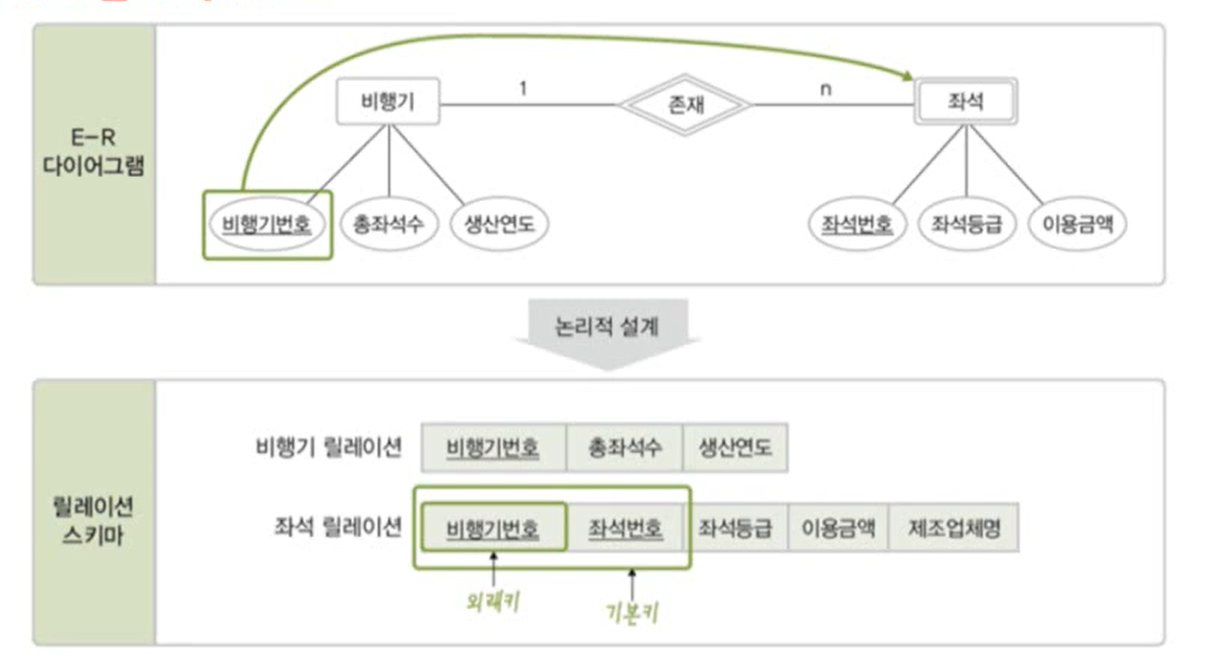 E-R
다이어그램
1
n
비행기
존재
좌석
비행기번호
총좌석수
생산연도
좌석번호
좌석등급
이용금액
논리적 설계
릴레이션
스키마
비행기 릴레이션
비행기번호
총좌석수
생산연도
좌석 릴레이션
비행기번호
좌석번호
좌석등급
이용금액
제조업체명
외래키
기본키